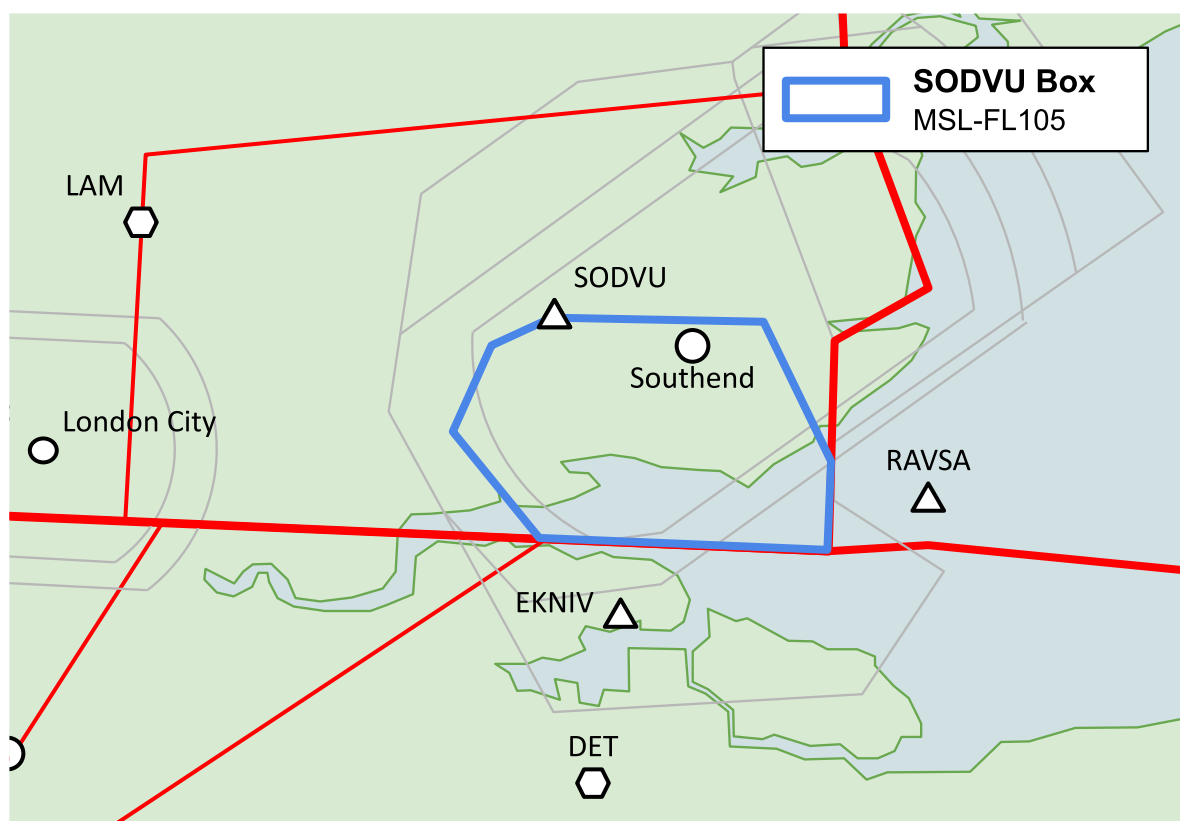 SODVU Box
MSL-FL105
LAM
SODVU
Southend
London City
RAVSA
EKNIV
DET